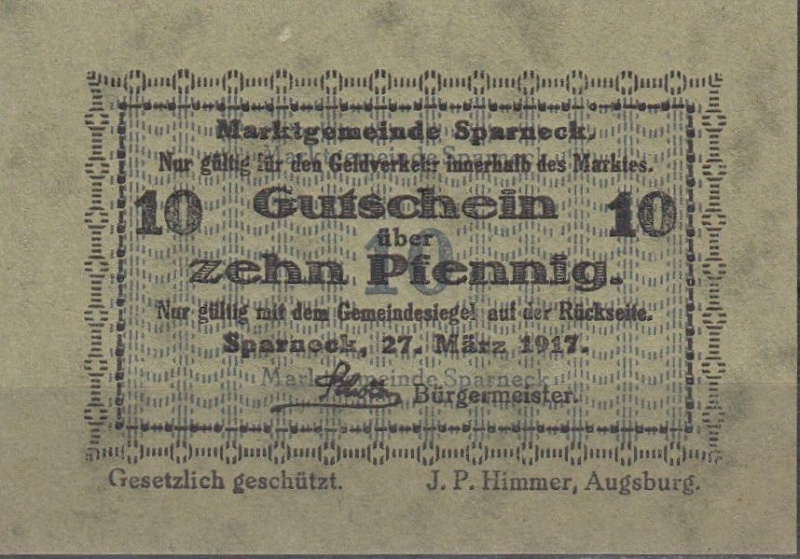 Marktgemeinde Sparneck.
Nur gültig für den Geldverkehr innerhalb des Marktes.
10 Gutschein 10
über
10
zehn Pfennig.
Nur gültig mit dem Gemeindesiegel auf der Rückseite.
Sparneck, 27. März 1917.
Marktgemeinde Sparneck
Bürgermeister.
Gesetzlich geschützt. J. P. Himmer, Augsburg.